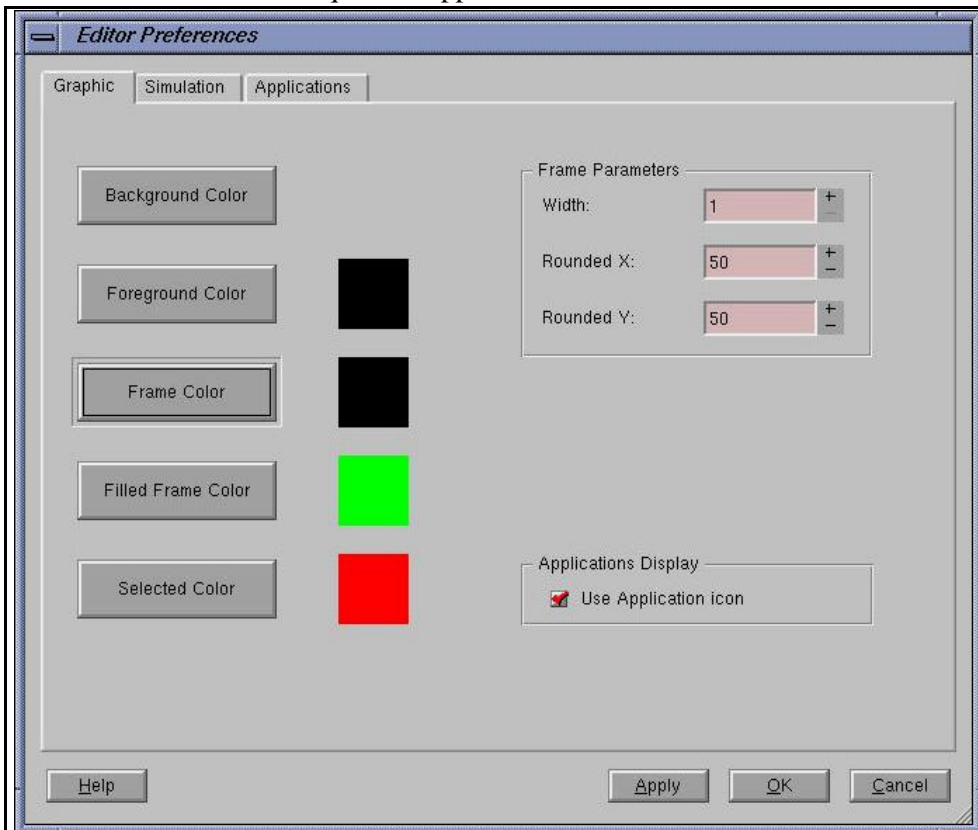 Editor Preferences
Graphic Simulation Applications
Background Color
Foreground Color
Frame Color
Filled Frame Color
Selected Color
Frame Parameters
Width: 1
Rounded X: 50
Rounded Y: 50
Applications Display
Use Application icon
Help Apply OK Cancel